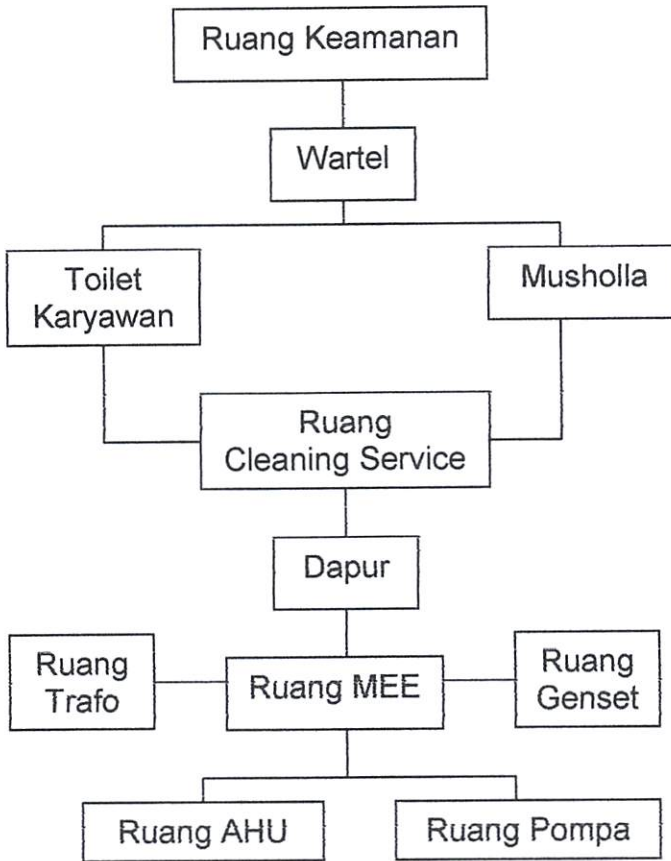 Ruang Keamanan
Wartel
Toilet
Karyawan
Musholla
Ruang
Cleaning Service
Dapur
Ruang
Trafo
Ruang MEE
Ruang
Genset
Ruang AHU
Ruang Pompa